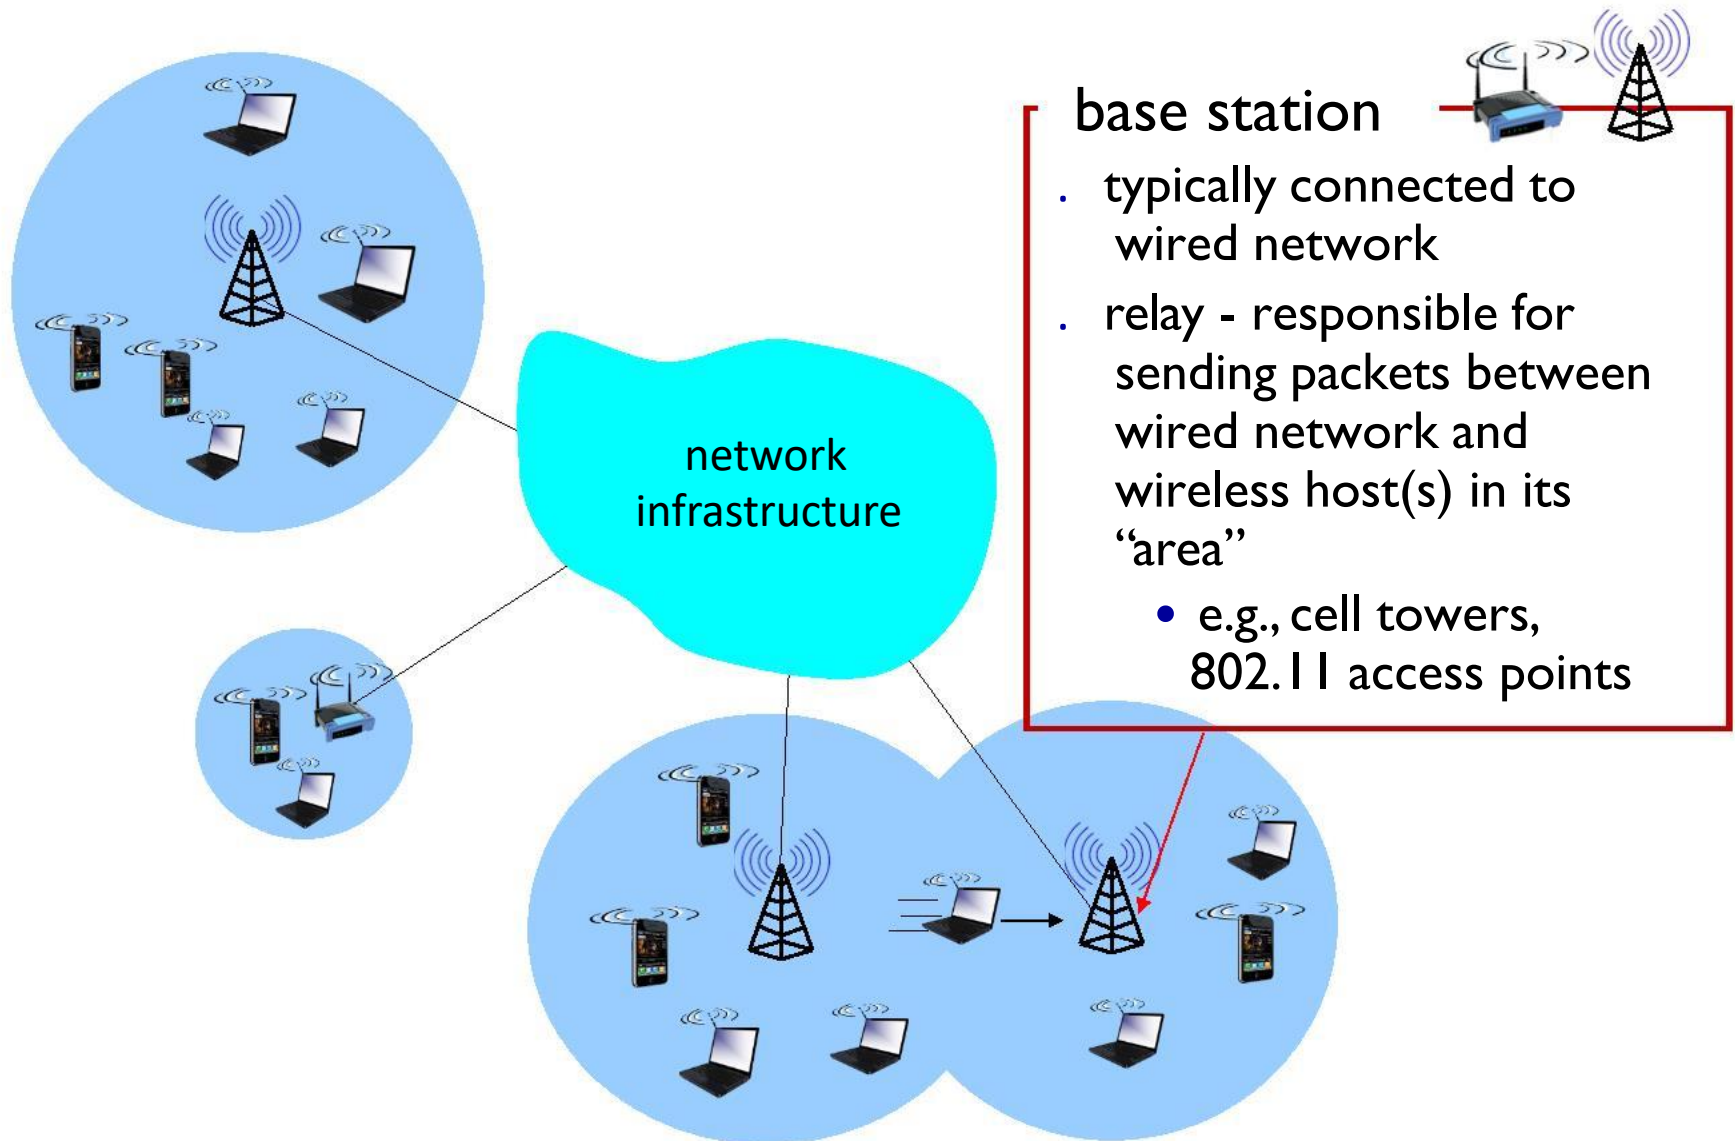 base station
. typically connected to
wired network
. relay - responsible for
sending packets between
wired network and
wireless host(s) in its
“area”
• e.g., cell towers,
802.11 access points
network
infrastructure